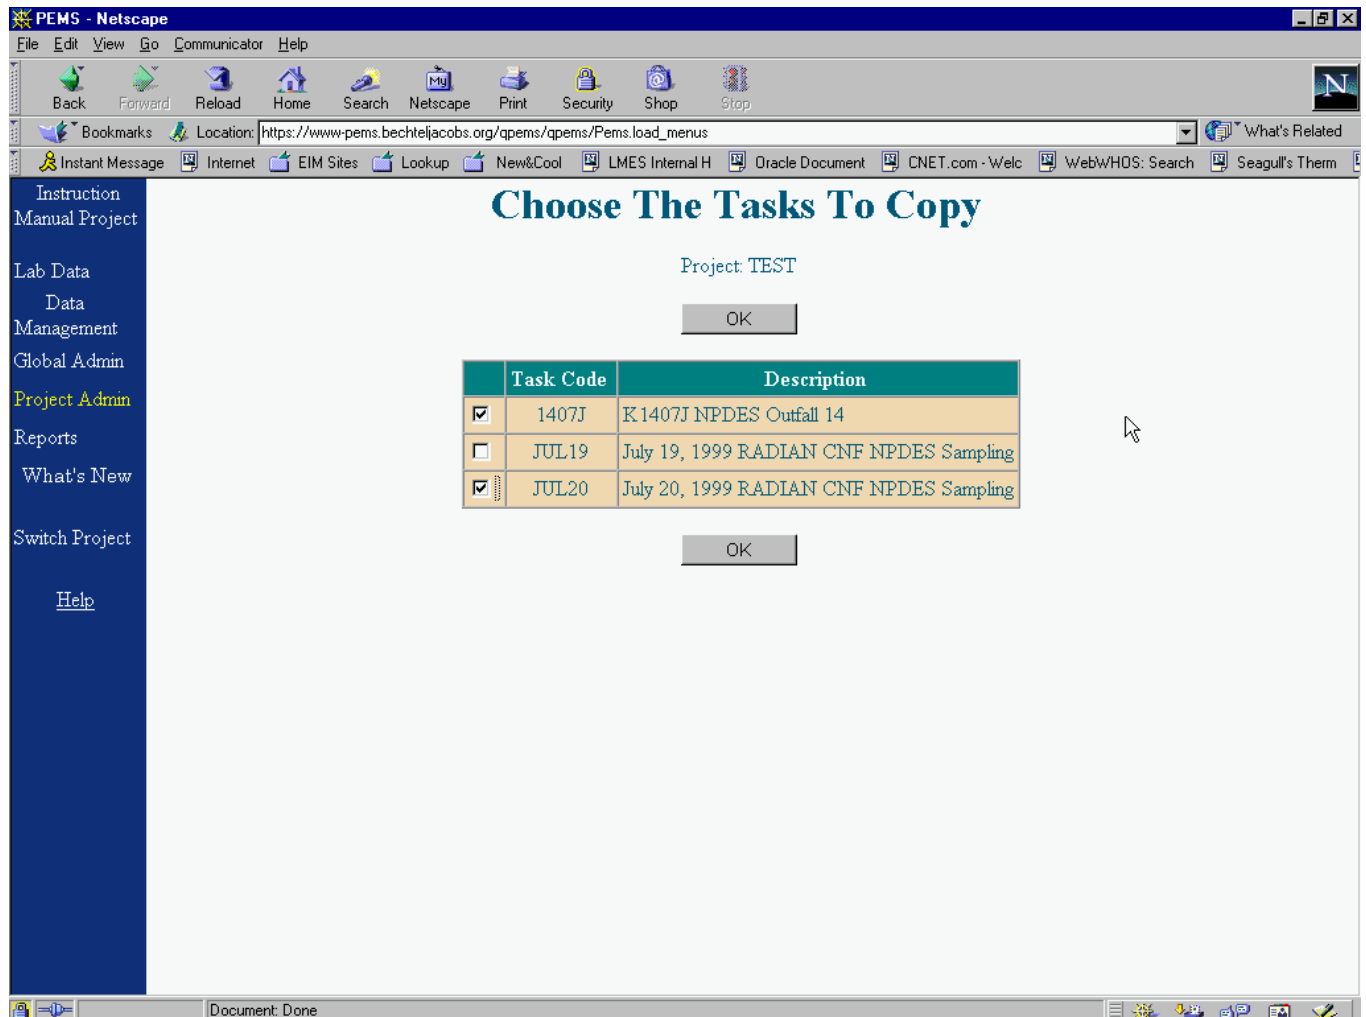 PEMS - Netscape
File Edit View Go Communicator Help
Back Forward Reload Home Search Netscape Print Security Shop Stop
My
N
Bookmarks Location: https://www-pems.bechteljacobs.org/qpems/qpems/Pems.load_menus What's Related
Instant Message Internet EIM Sites Lookup New&Cool LMES Internal H Oracle Document CNET.com - Welc WebWHOS: Search Seagull's Therm
Instruction
Manual Project
Lab Data
Data
Management
Global Admin
Project Admin
Reports
What's New
Switch Project
Help
Choose The Tasks To Copy
Project: TEST
OK
Task Code Description
1407J K1407J NPDES Outfall 14
JUL19 July 19, 1999 RADIAN CNF NPDES Sampling
JUL20 July 20, 1999 RADIAN CNF NPDES Sampling
OK
Document: Done